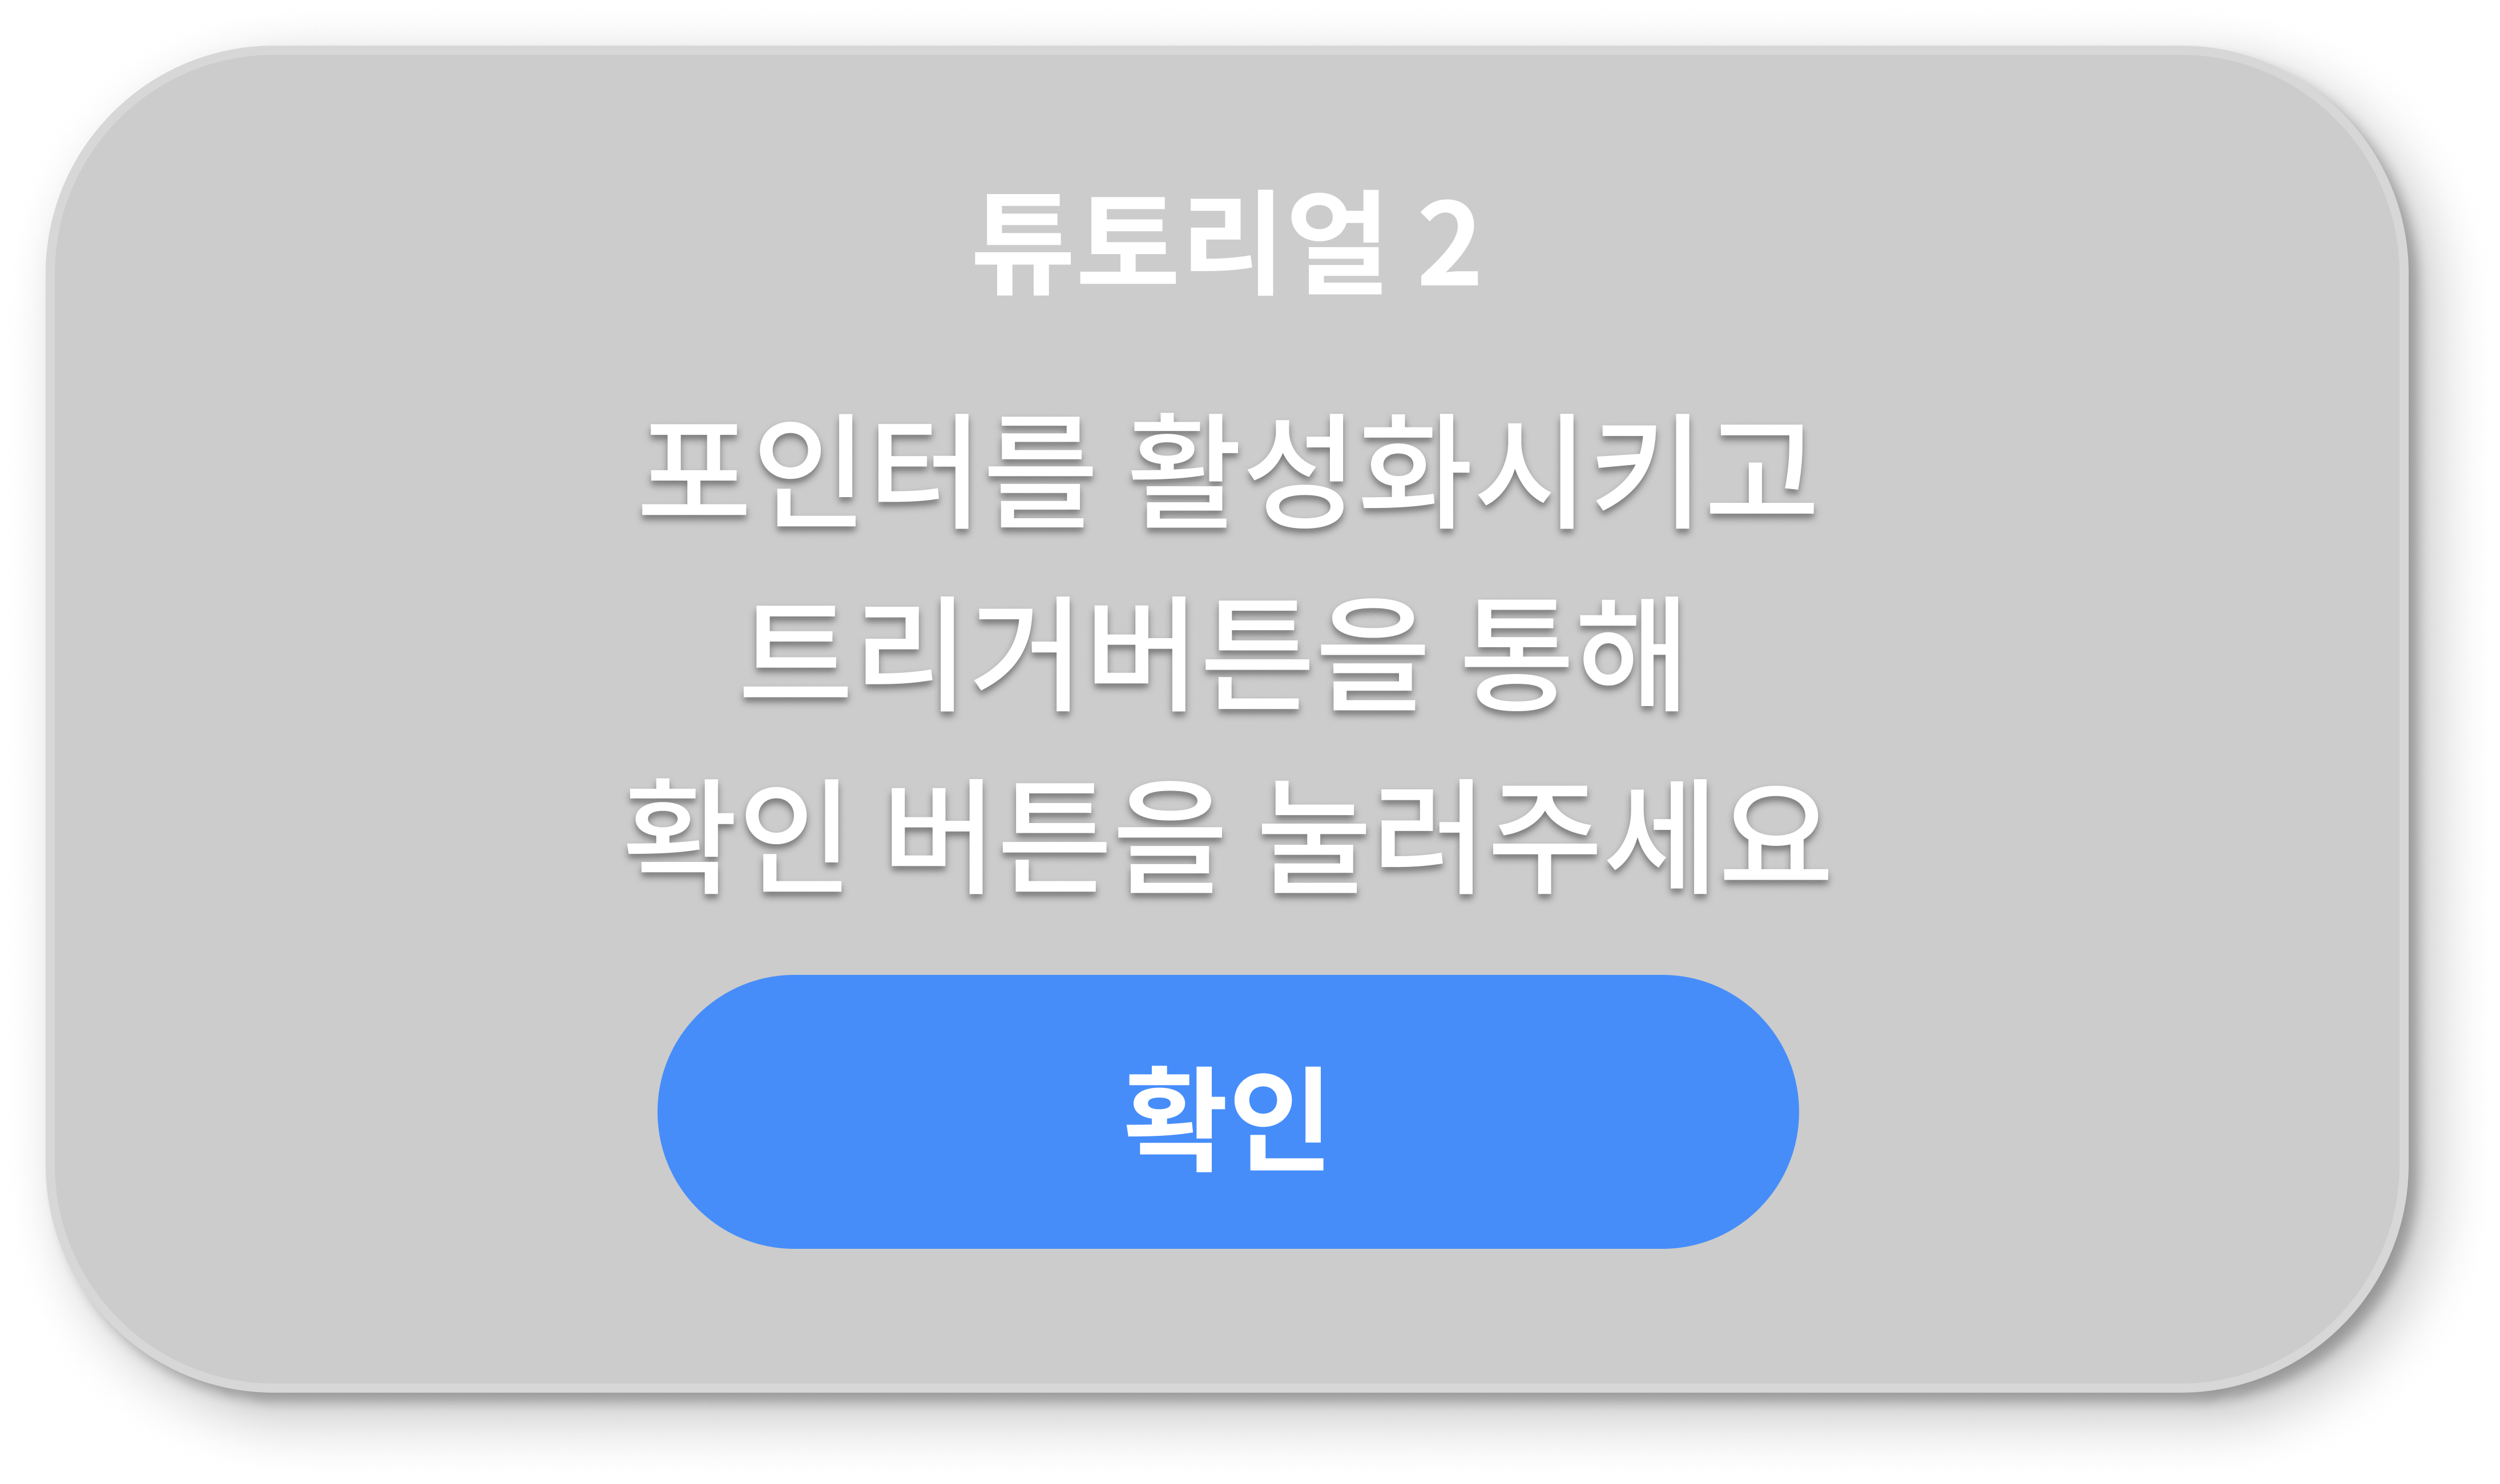 튜토리얼 2
포인터를 활성화시키고
트리거버튼을 통해
확인 버튼을 눌러주세요
확인